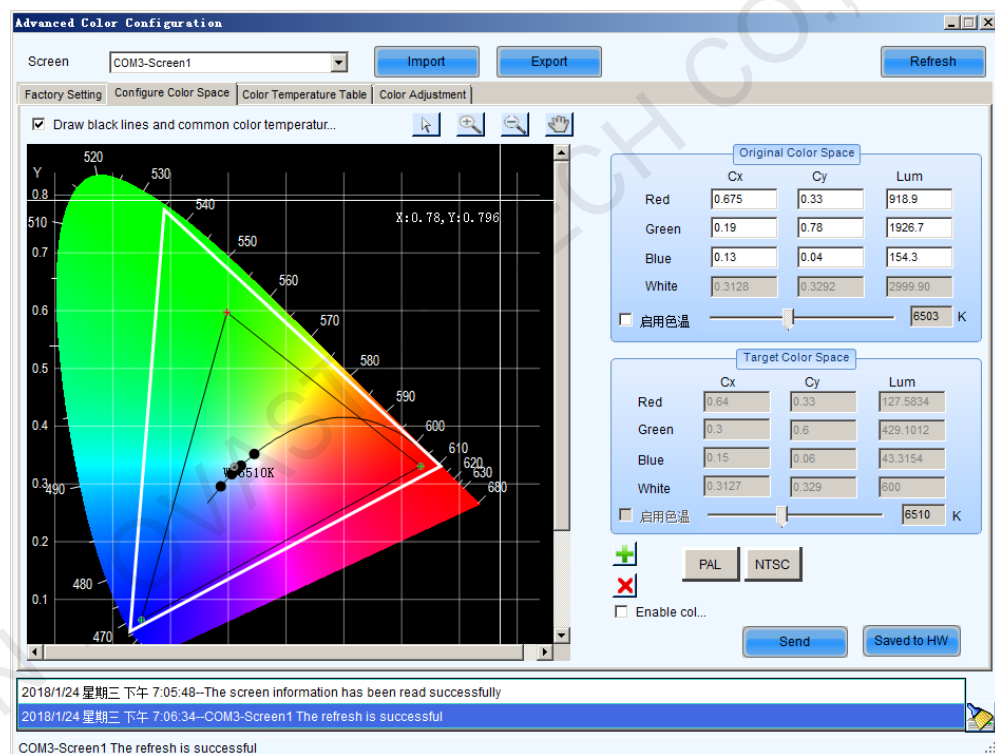 Advanced Color Configuration
Screen COM3-Screen1 Import Export Refresh
Factory Setting Configure Color Space Color Temperature Table Color Adjustment
Draw black lines and common color temperatur...
Y
520
530
540
550
560
570
580
590
600
610
620
630
680
510
490
480
470
0.8
0.7
0.6
0.5
0.4
0.3
0.2
0.1
X:0.78,Y:0.796
6510K
Original Color Space
Cx Cy Lum
Red 0.675 0.33 918.9
Green 0.19 0.78 1926.7
Blue 0.13 0.04 154.3
White 0.3128 0.3292 2999.90
启用色温 6503 K
Target Color Space
Cx Cy Lum
Red 0.64 0.33 127.5834
Green 0.3 0.6 429.1012
Blue 0.15 0.06 43.3154
White 0.3127 0.329 600
启用色温 6510 K
PAL NTSC
Enable col...
Send Saved to HW
2018/1/24 星期三 下午 7:05:48--The screen information has been read successfully
2018/1/24 星期三 下午 7:06:34--COM3-Screen1 The refresh is successful
COM3-Screen1 The refresh is successful